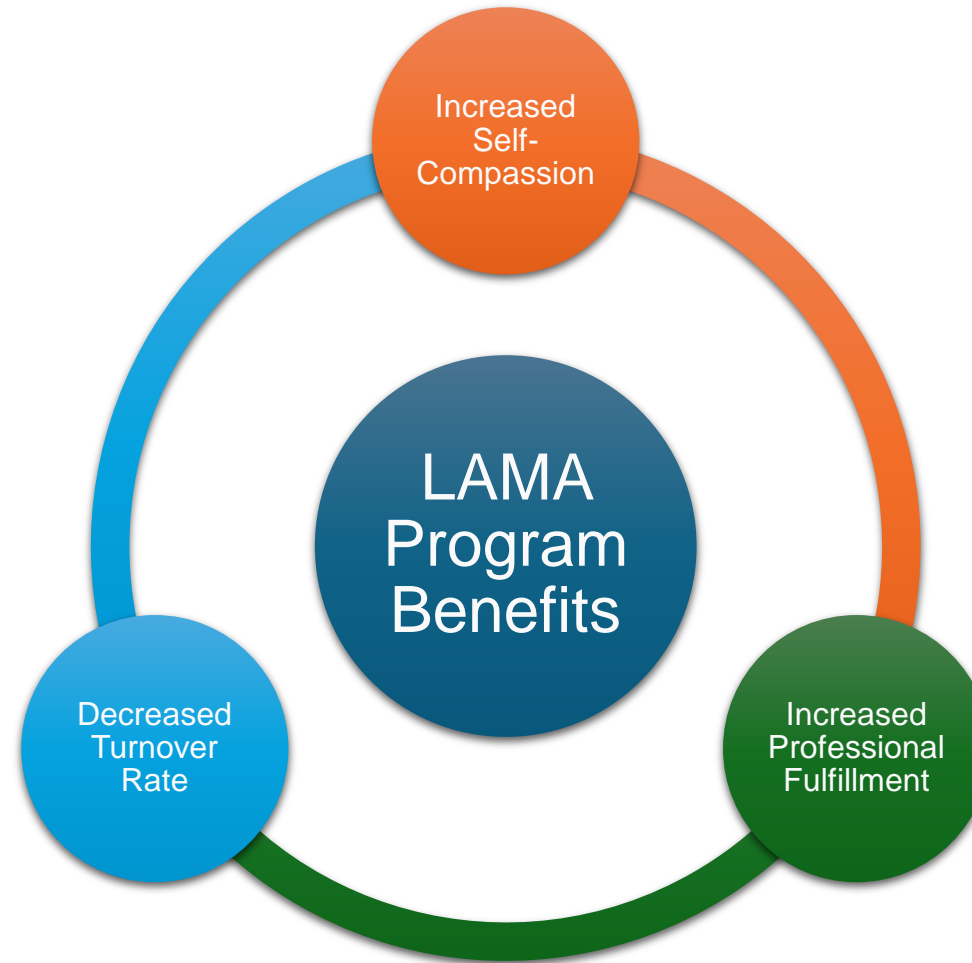 Increased
Self-
Compassion
LAMA
Program
Benefits
Decreased
Turnover
Rate
Increased
Professional
Fulfillment